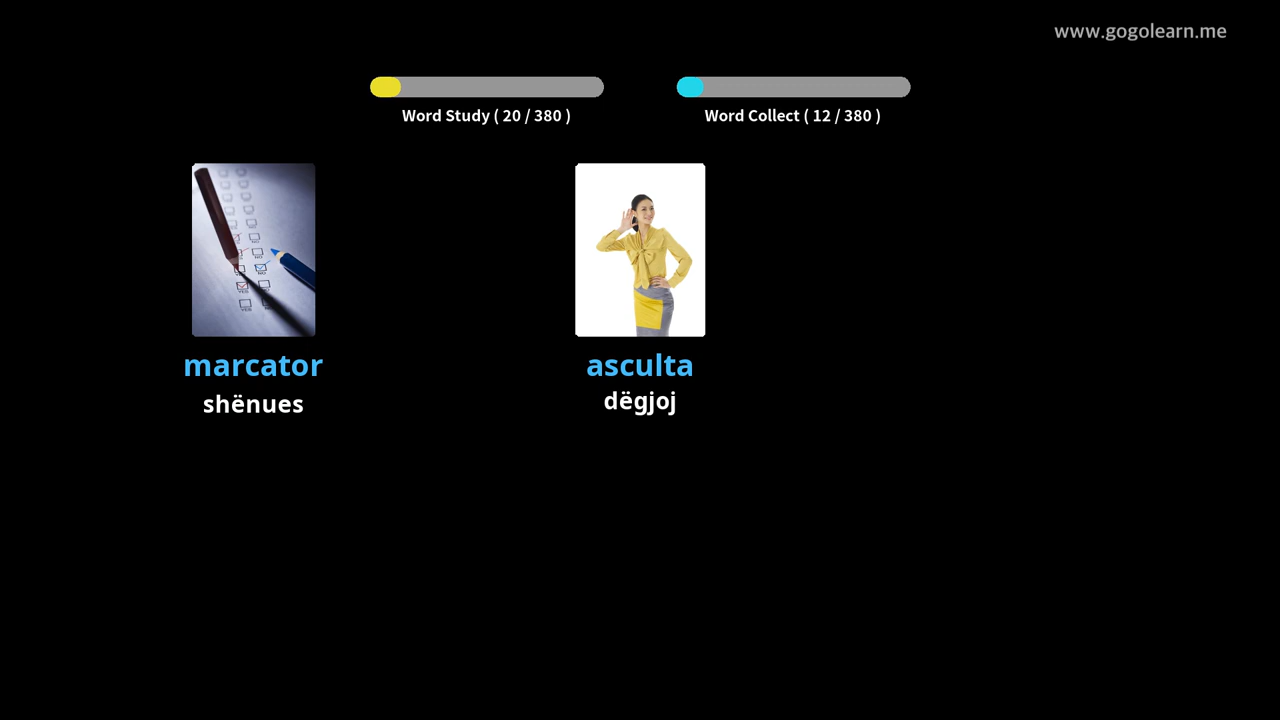 www.gogolearn.me
Word Study ( 20 / 380 )
Word Collect ( 12 / 380 )
marcator
shënues
asculta
dëgjoj